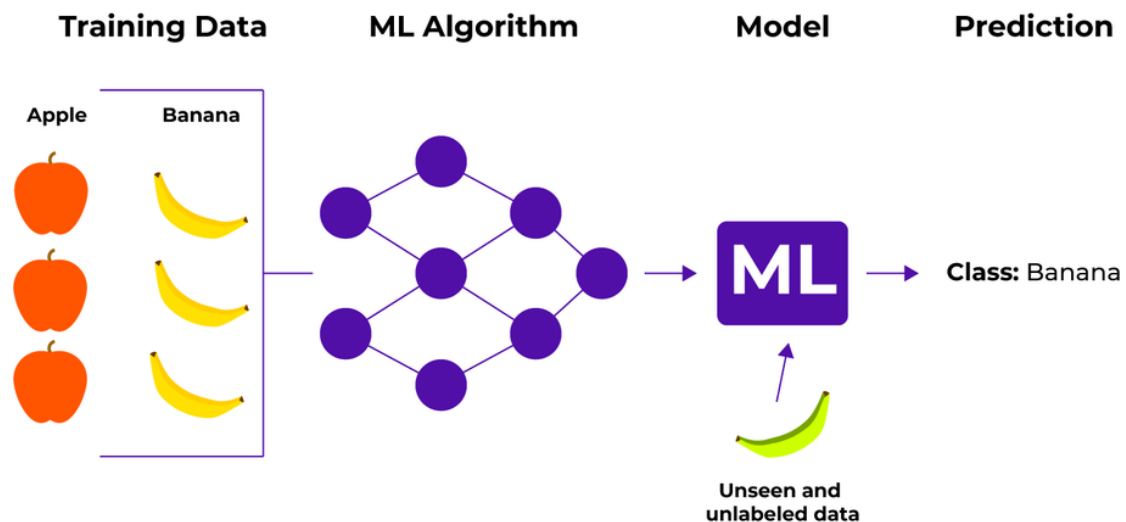 Training Data
ML Algorithm
Model
Prediction
Apple
Banana
ML
Class: Banana
Unseen and
unlabeled data